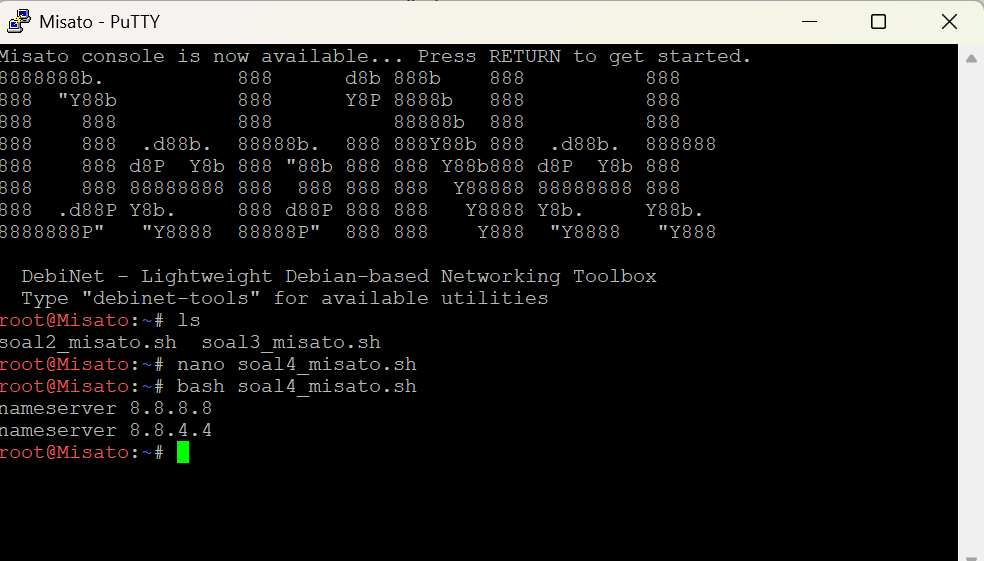 Misato - PuTTY
Misato console is now available... Press RETURN to get started.
8888888b.           888      d8b 888b    888          888
888  "Y88b          888      Y8P 8888b   888          888
888    888          888          88888b  888          888
888    888  .d88b.  88888b.  888 888Y88b 888  .d88b.  888888
888    888 d8P  Y8b 888 "88b 888 888 Y88b888 d8P  Y8b 888
888    888 88888888 888  888 888 888  Y88888 88888888 888
888  .d88P Y8b.     888 d88P 888 888   Y8888 Y8b.     Y88b.
8888888P"   "Y8888  88888P"  888 888    Y888  "Y8888   "Y888
DebiNet - Lightweight Debian-based Networking Toolbox
Type "debinet-tools" for available utilities
root@Misato:~# ls
soal2_misato.sh  soal3_misato.sh
root@Misato:~# nano soal4_misato.sh
root@Misato:~# bash soal4_misato.sh
nameserver 8.8.8.8
nameserver 8.8.4.4
root@Misato:~#